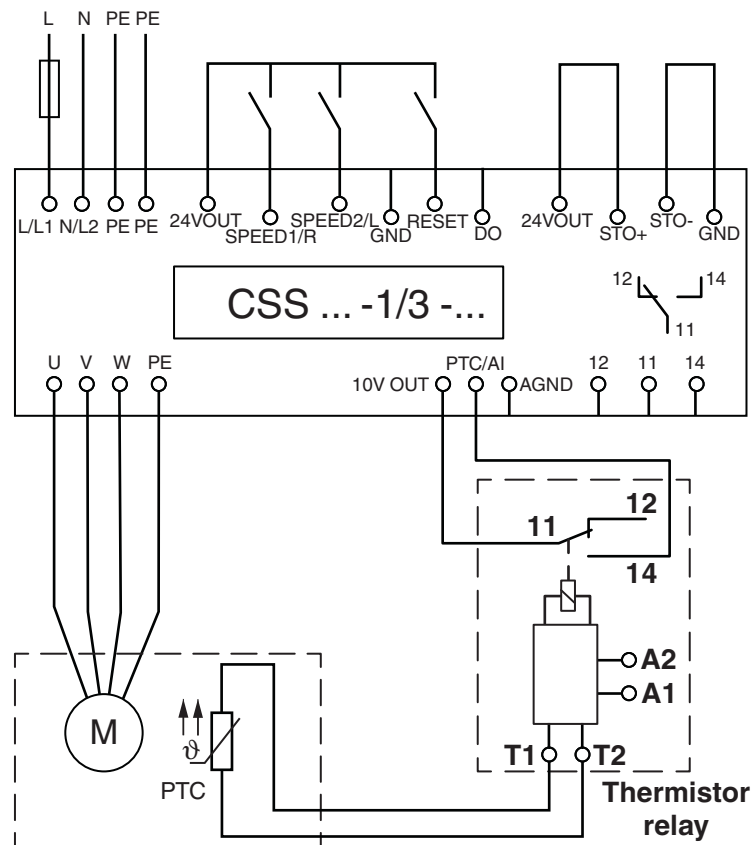 L N PE PE
L/L1 N/L2 PE PE 24VOUT SPEED1/R SPEED2/L GND RESET DO 24VOUT STO+ STO- GND
CSS ... -1/3 -...
12 14
11
U V W PE
10V OUT PTC/AI AGND 12 11 14
12
11
14
A2
A1
M
ϑ
PTC
T1 T2
Thermistor
relay